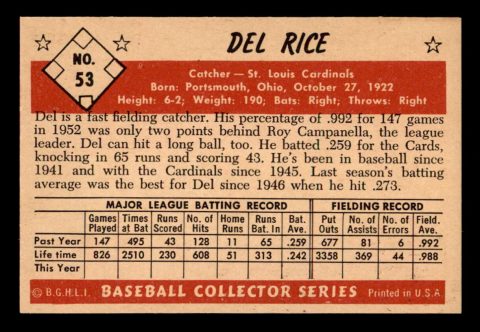 DEL RICE
NO.
53
Catcher — St. Louis Cardinals
Born: Portsmouth, Ohio, October 27, 1922
Height: 6-2; Weight: 190; Bats: Right; Throws: Right
Del is a fast fielding catcher. His percentage of .992 for 147 games
in 1952 was only two points behind Roy Campanella, the league
leader. Del can hit a long ball, too. He batted .259 for the Cards,
knocking in 65 runs and scoring 43. He's been in baseball since
1941 and with the Cardinals since 1945. Last season's batting
average was the best for Del since 1946 when he hit .273.
MAJOR LEAGUE BATTING RECORD FIELDING RECORD
Games Times Runs No. of Home Runs Bat. Put No. of No. of Field.
Played at Bat Scored Hits Runs Bat. In Ave. Outs Assists Errors Ave.
Past Year 147 495 43 128 11 65 .259 677 81 6 .992
Life time 826 2510 230 608 51 313 .242 3358 369 44 .988
This Year
© B.G.H.L.I. BASEBALL COLLECTOR SERIES Printed in U.S.A.